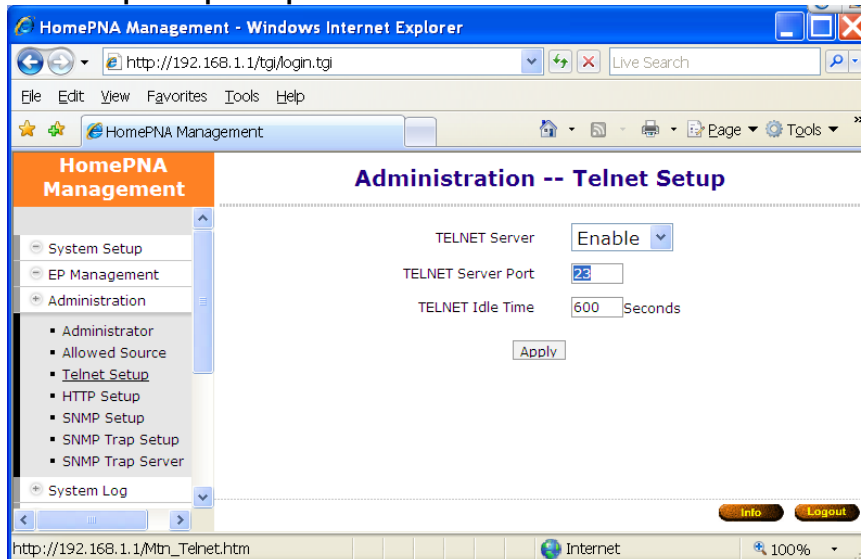 HomePNA Management - Windows Internet Explorer
http://192.168.1.1/tgi/login.tgi
Live Search
File Edit View Favorites Tools Help
HomePNA Management
Page Tools
HomePNA
Management
Administration -- Telnet Setup
System Setup
EP Management
Administration
Administrator
Allowed Source
Telnet Setup
HTTP Setup
SNMP Setup
SNMP Trap Setup
SNMP Trap Server
System Log
TELNET Server Enable
TELNET Server Port 23
TELNET Idle Time 600 Seconds
Apply
Info Logout
http://192.168.1.1/Mtn_Telnet.htm
Internet
100%